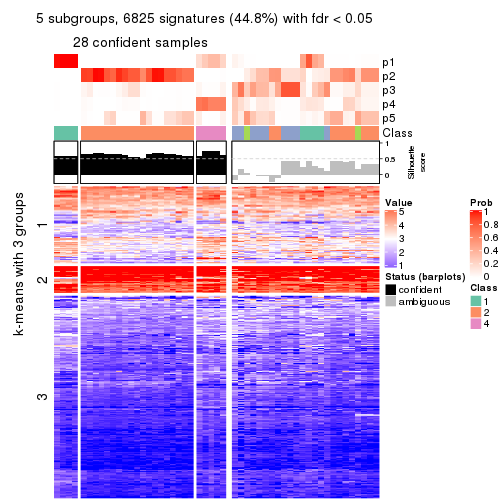 5 subgroups, 6825 signatures (44.8%) with fdr < 0.05
28 confident samples
p1
p2
p3
p4
p5
Class
1
0.5
0
Silhouette
score
k-means with 3 groups
1
2
3
Value
5
4
3
2
1
Status (barplots)
confident
ambiguous
Prob
1
0.8
0.6
0.4
0.2
0
Class
1
2
4